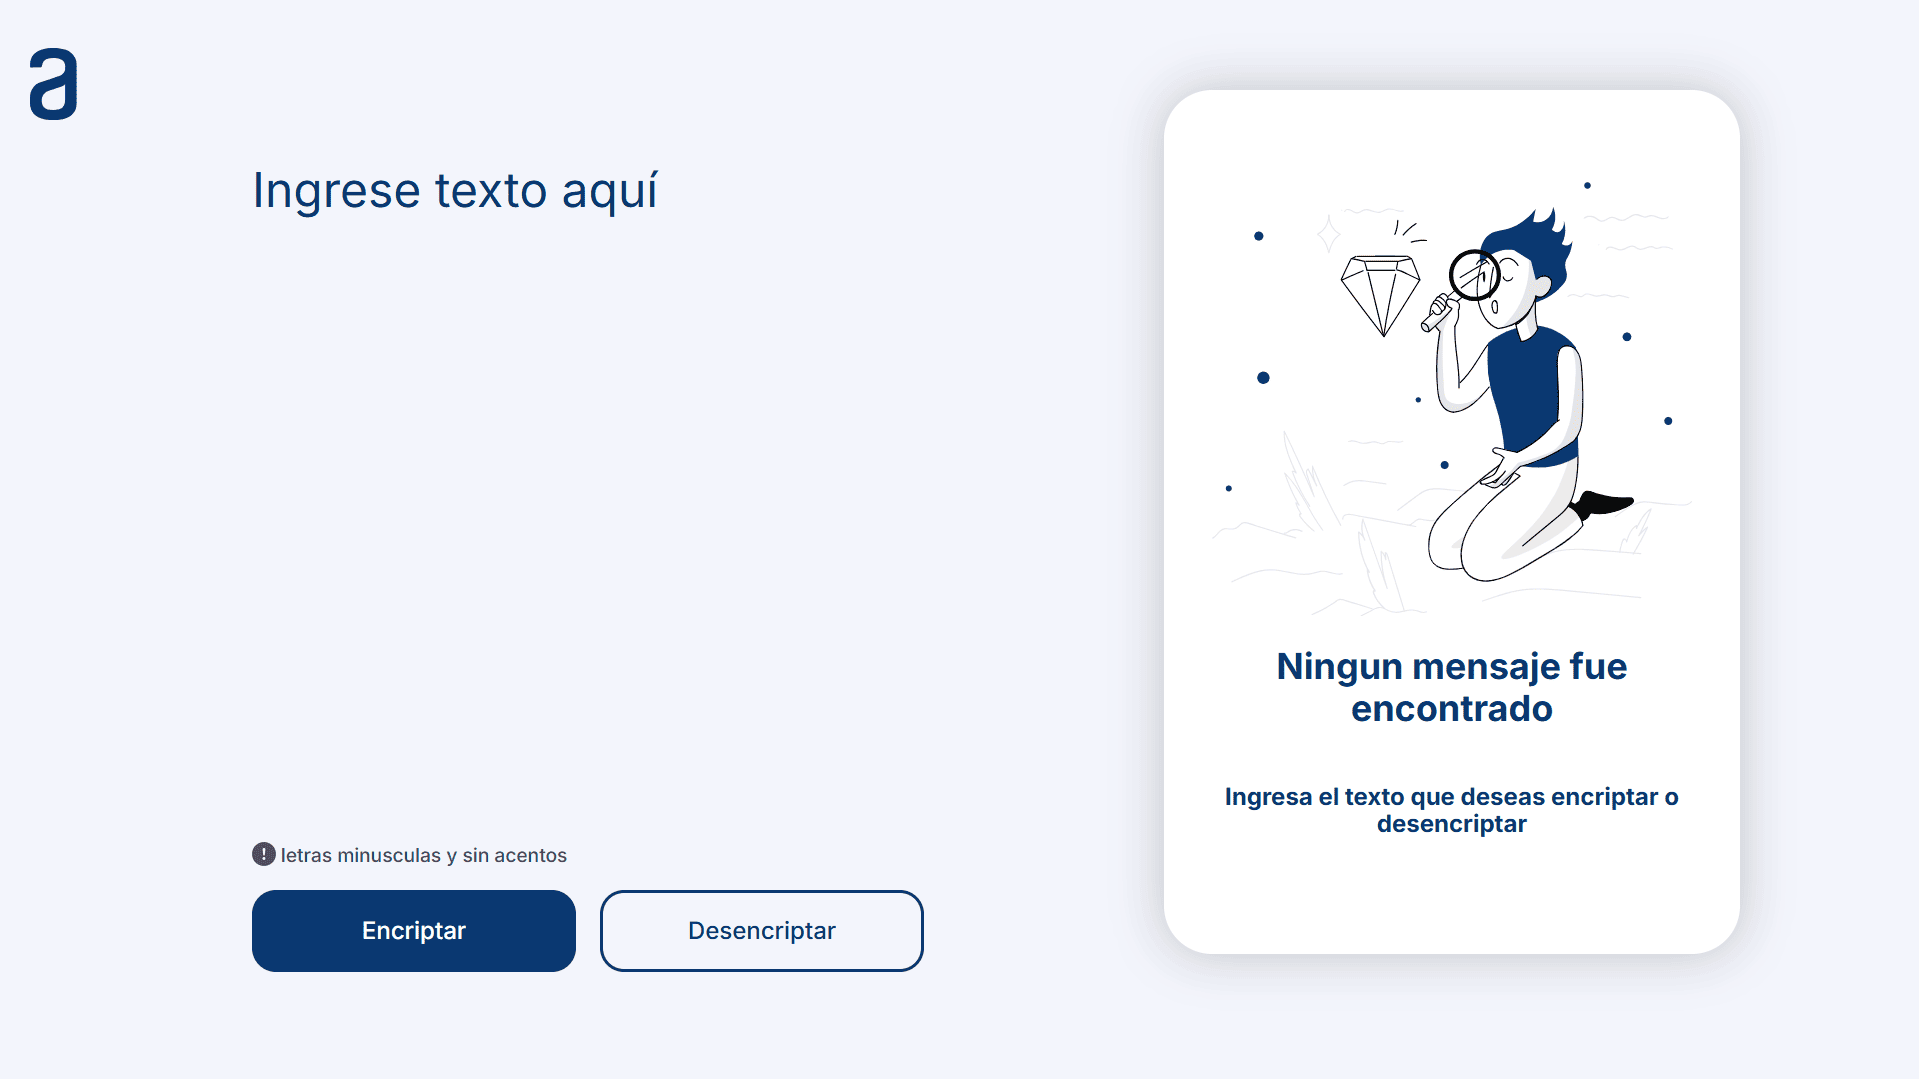 a
Ingrese texto aquí
Ningun mensaje fue
encontrado
Ingresa el texto que deseas encriptar o
desencriptar
! letras minusculas y sin acentos
Encriptar
Desencriptar